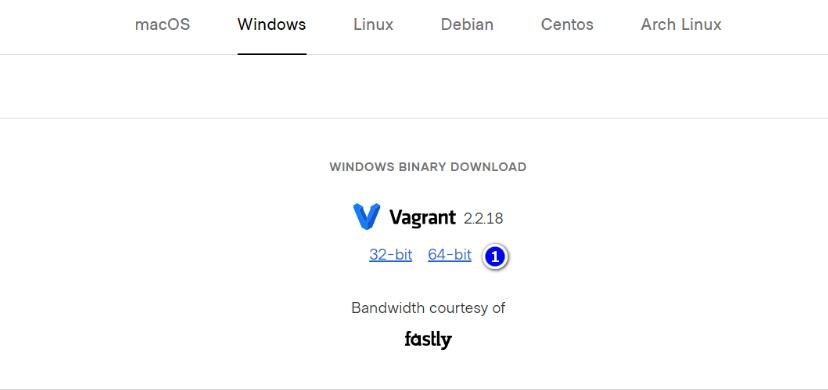 macOS Windows Linux Debian Centos Arch Linux
WINDOWS BINARY DOWNLOAD
Vagrant 2.2.18
32-bit 64-bit 1
Bandwidth courtesy of
fastly